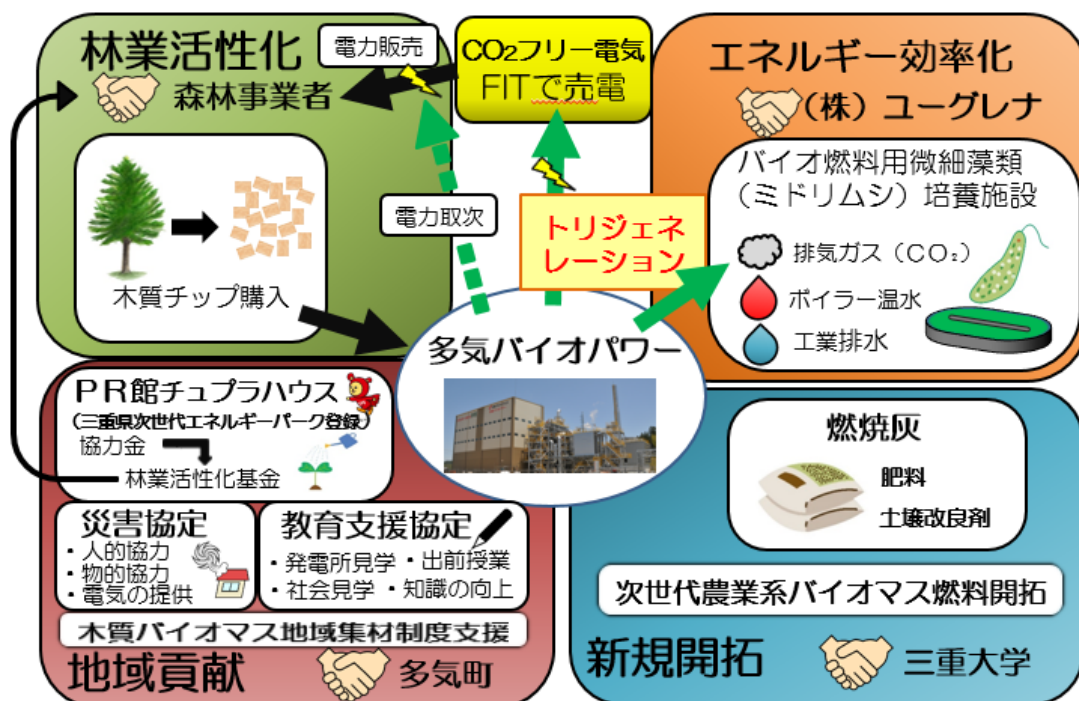 林業活性化
森林事業者
木質チップ購入
電力販売
CO₂フリー電気
FITで売電
電力取次
トリジェネ
レーション
エネルギー効率化
(株)ユーグレナ
バイオ燃料用微細藻類
(ミドリムシ)培養施設
排気ガス(CO₂)
ボイラー温水
工業排水
多気バイオパワー
PR館チュプラハウス
(三重県次世代エネルギーパーク登録)
協力金
林業活性化基金
災害協定
・人的協力
・物的協力
・電気の提供
教育支援協定
・発電所見学 ・出前授業
・社会見学 ・知識の向上
木質バイオマス地域集材制度支援
地域貢献
多気町
燃焼灰
肥料
土壌改良剤
次世代農業系バイオマス燃料開拓
新規開拓
三重大学